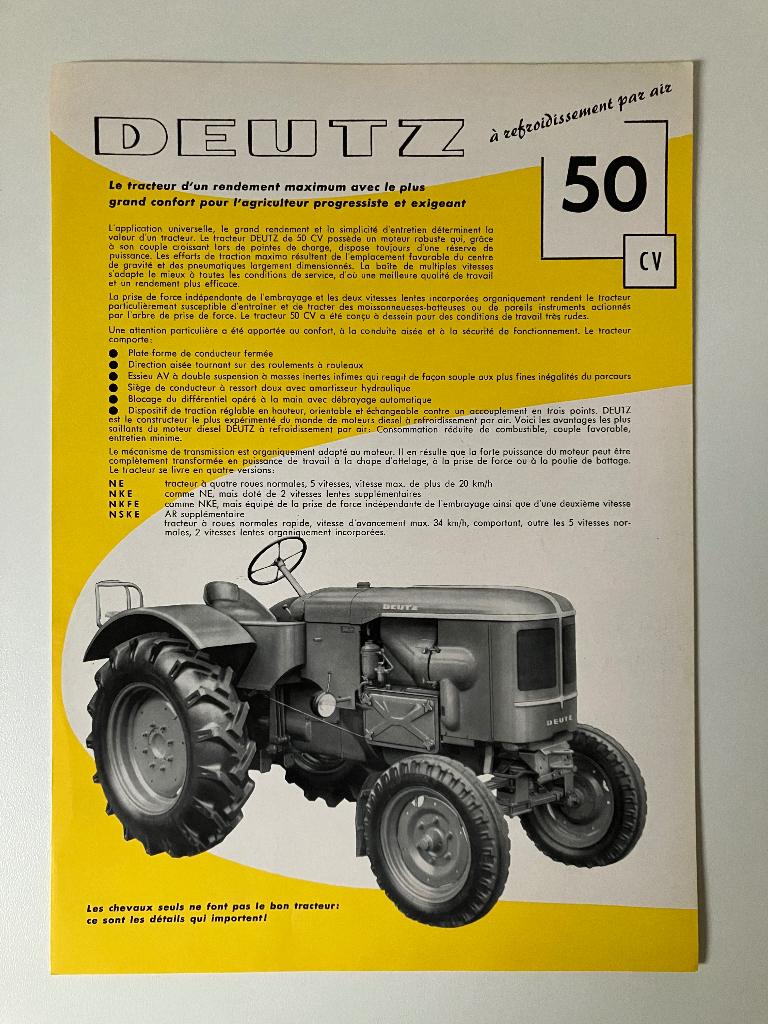 DEUTZ
à refroidissement par air
50
CV
Le tracteur d'un rendement maximum avec le plus
grand confort pour l'agriculteur progressiste et exigeant
L'application universelle, le grand rendement et la simplicité d'entretien déterminent la
valeur d'un tracteur. Le tracteur DEUTZ de 50 CV possède un moteur robuste qui, grâce
à son couple croissant lors de pointes de charge, dispose toujours d'une réserve de
puissance. Les efforts de traction maxima résultent de l'emplacement favorable du centre
de gravité et des pneumatiques largement dimensionnés. La boîte de multiples vitesses
s'adapte le mieux à toutes les conditions de service, d'où une meilleure qualité de travail
et un rendement plus efficace.
La prise de force indépendante de l'embrayage et les deux vitesses lentes incorporées organiquement rendent le tracteur
particulièrement susceptible d'entraîner et de tracter des moissonneuses-batteuses ou de pareils instruments actionnés
par l'arbre de prise de force. Le tracteur 50 CV a été conçu à dessein pour des conditions de travail très rudes.
Une attention particulière a été apportée au confort, à la conduite aisée et à la sécurité de fonctionnement. Le tracteur
comporte:
● Plate-forme de conducteur fermée
● Direction aisée tournant sur des roulements à rouleaux
● Essieu AV à double suspension à masses inertes infimes qui reagit de façon souple aux plus fines inégalités du parcours
● Siège de conducteur à ressort doux avec amortisseur hydraulique
● Blocage du différentiel opéré à la main avec débrayage automatique
● Dispositif de traction réglable en hauteur, orientable et échangeable contre un accouplement en trois points. DEUTZ
est le constructeur le plus expérimenté du monde de moteurs diesel à refroidissement par air. Voici les avantages les plus
saillants du moteur diesel DEUTZ à refroidissement par air: Consommation réduite de combustible, couple favorable,
entretien minime.
Le mécanisme de transmission est organiquement adapté au moteur. Il en résulte que la forte puissance du moteur peut être
complètement transformée en puissance de travail à la chape d'attelage, à la prise de force ou à la poulie de battage.
Le tracteur se livre en quatre versions:
NE tracteur à quatre roues normales, 5 vitesses, vitesse max. de plus de 20 km/h
NKE comme NE, mais doté de 2 vitesses lentes supplémentaires
NKFE comme NKE, mais équipé de la prise de force indépendante de l'embrayage ainsi que d'une deuxième vitesse
NSKE AR supplémentaire
tracteur à roues normales rapide, vitesse d'avancement max. 34 km/h, comportant, outre les 5 vitesses nor-
males, 2 vitesses lentes organiquement incorporées.
DEUTZ
DEUTZ
Les chevaux seuls ne font pas le bon tracteur:
ce sont les détails qui importent!